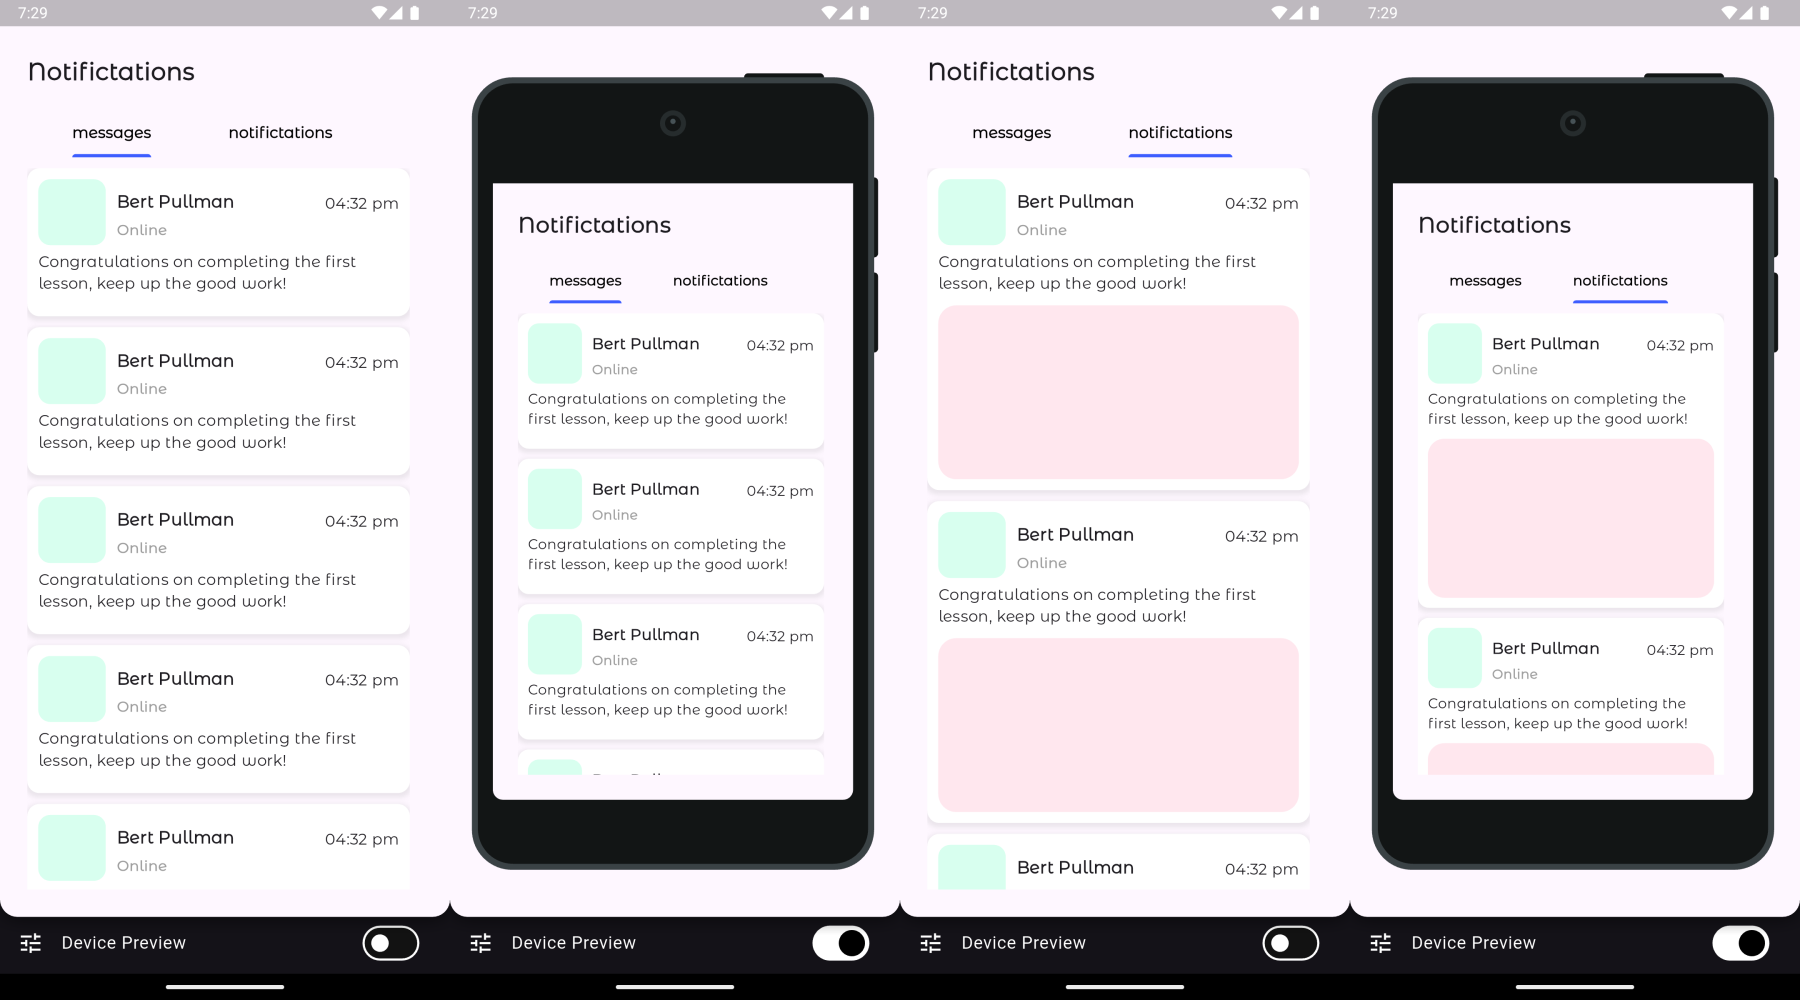 7:29
Notifictations
messages notifictations
Bert Pullman 04:32 pm
Online
Congratulations on completing the first
lesson, keep up the good work!
Bert Pullman 04:32 pm
Online
Congratulations on completing the first
lesson, keep up the good work!
Bert Pullman 04:32 pm
Online
Congratulations on completing the first
lesson, keep up the good work!
Bert Pullman 04:32 pm
Online
Congratulations on completing the first
lesson, keep up the good work!
Bert Pullman 04:32 pm
Online
Device Preview
7:29
Notifictations
messages notifictations
Bert Pullman 04:32 pm
Online
Congratulations on completing the
first lesson, keep up the good work!
Bert Pullman 04:32 pm
Online
Congratulations on completing the
first lesson, keep up the good work!
Bert Pullman 04:32 pm
Online
Congratulations on completing the
first lesson, keep up the good work!
Device Preview
7:29
Notifictations
messages notifictations
Bert Pullman 04:32 pm
Online
Congratulations on completing the first
lesson, keep up the good work!
Bert Pullman 04:32 pm
Online
Congratulations on completing the first
lesson, keep up the good work!
Bert Pullman 04:32 pm
Device Preview
7:29
Notifictations
messages notifictations
Bert Pullman 04:32 pm
Online
Congratulations on completing the
first lesson, keep up the good work!
Bert Pullman 04:32 pm
Online
Congratulations on completing the
first lesson, keep up the good work!
Device Preview